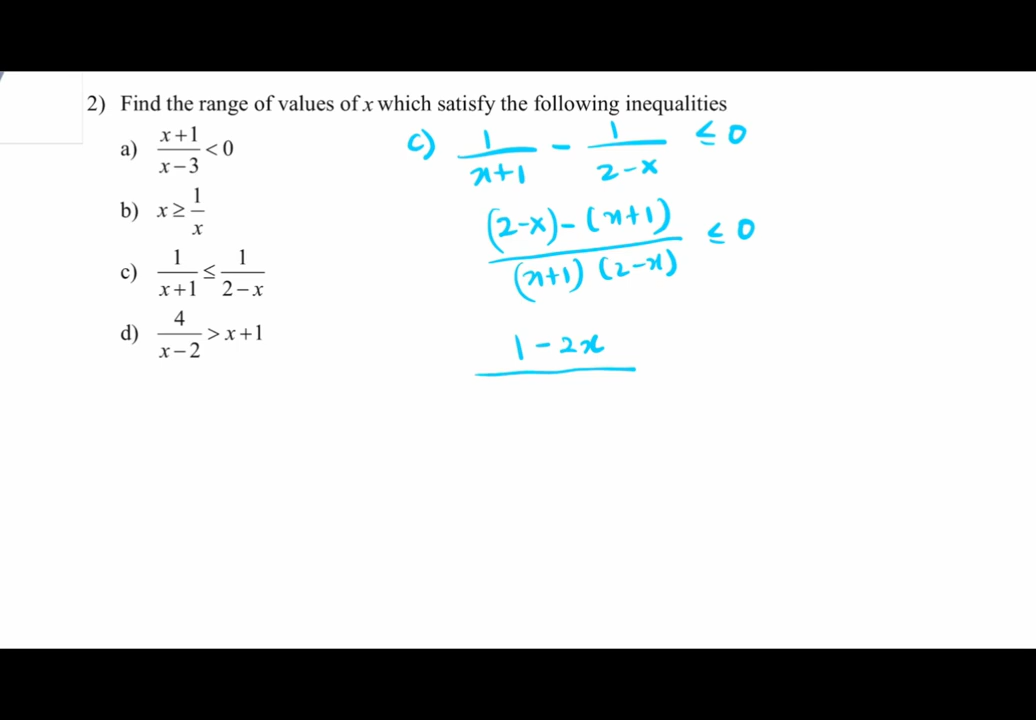 2) Find the range of values of x which satisfy the following inequalities
a) (x+1)/(x−3) < 0
b) x ≥ 1/x
c) 1/(x+1) ≤ 1/(2−x)
d) 4/(x−2) > x+1
c) 1/(x+1) − 1/(2−x) ≤ 0
((2−x)−(x+1))/((x+1)(2−x)) ≤ 0
1−2x